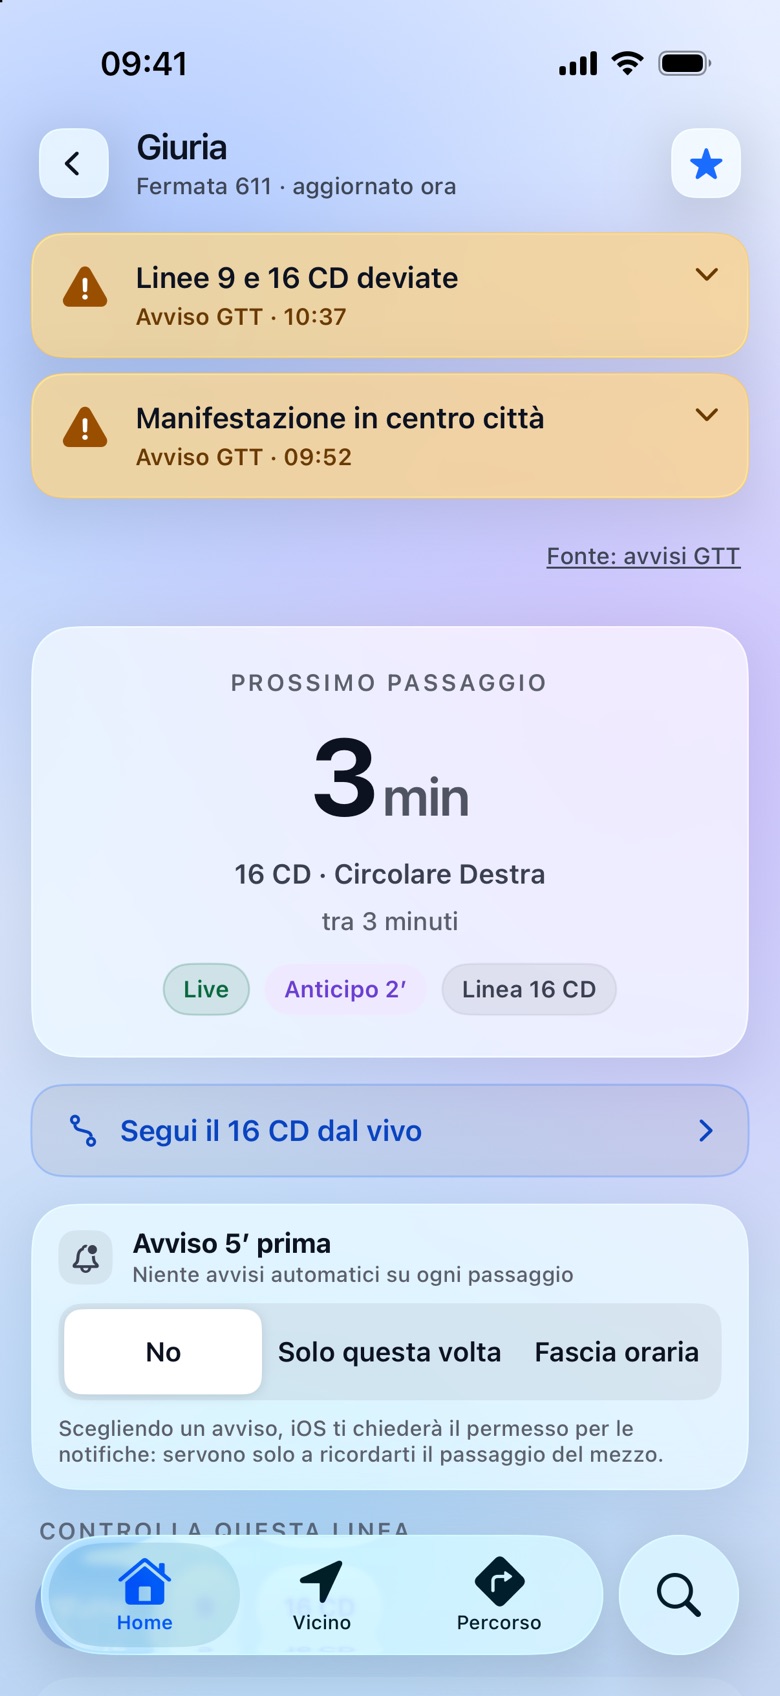 09:41
Giuria
Fermata 611 · aggiornato ora
Linee 9 e 16 CD deviate
Avviso GTT · 10:37
Manifestazione in centro città
Avviso GTT · 09:52
Fonte: avvisi GTT
PROSSIMO PASSAGGIO
3 min
16 CD · Circolare Destra
tra 3 minuti
Live
Anticipo 2′
Linea 16 CD
Segui il 16 CD dal vivo
Avviso 5′ prima
Niente avvisi automatici su ogni passaggio
No
Solo questa volta
Fascia oraria
Scegliendo un avviso, iOS ti chiederà il permesso per le
notifiche: servono solo a ricordarti il passaggio del mezzo.
CONTROLLA QUESTA LINEA
Home
Vicino
Percorso